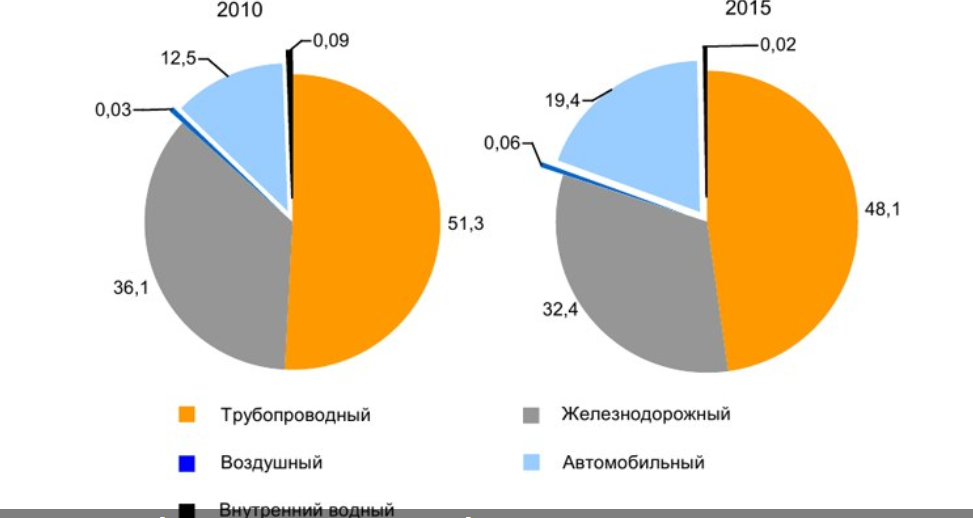 2010
2015
0,09
0,02
12,5
19,4
0,03
0,06
51,3
48,1
36,1
32,4
Трубопроводный
Железнодорожный
Воздушный
Автомобильный
Внутренний водный